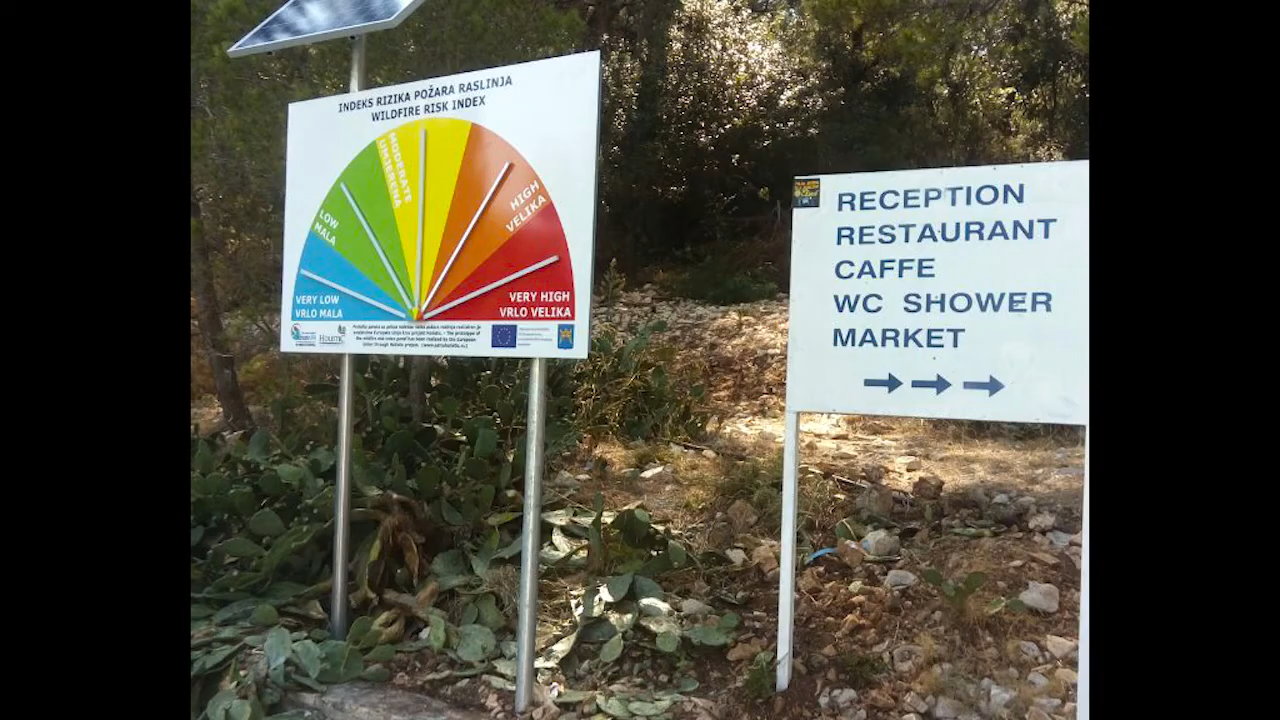 INDEKS RIZIKA POŽARA RASLINJA
WILDFIRE RISK INDEX
MODERATE
UMJERENA
HIGH
VELIKA
LOW
MALA
VERY LOW
VRLO MALA
VERY HIGH
VRLO VELIKA
RECEPTION
RESTAURANT
CAFFE
WC SHOWER
MARKET